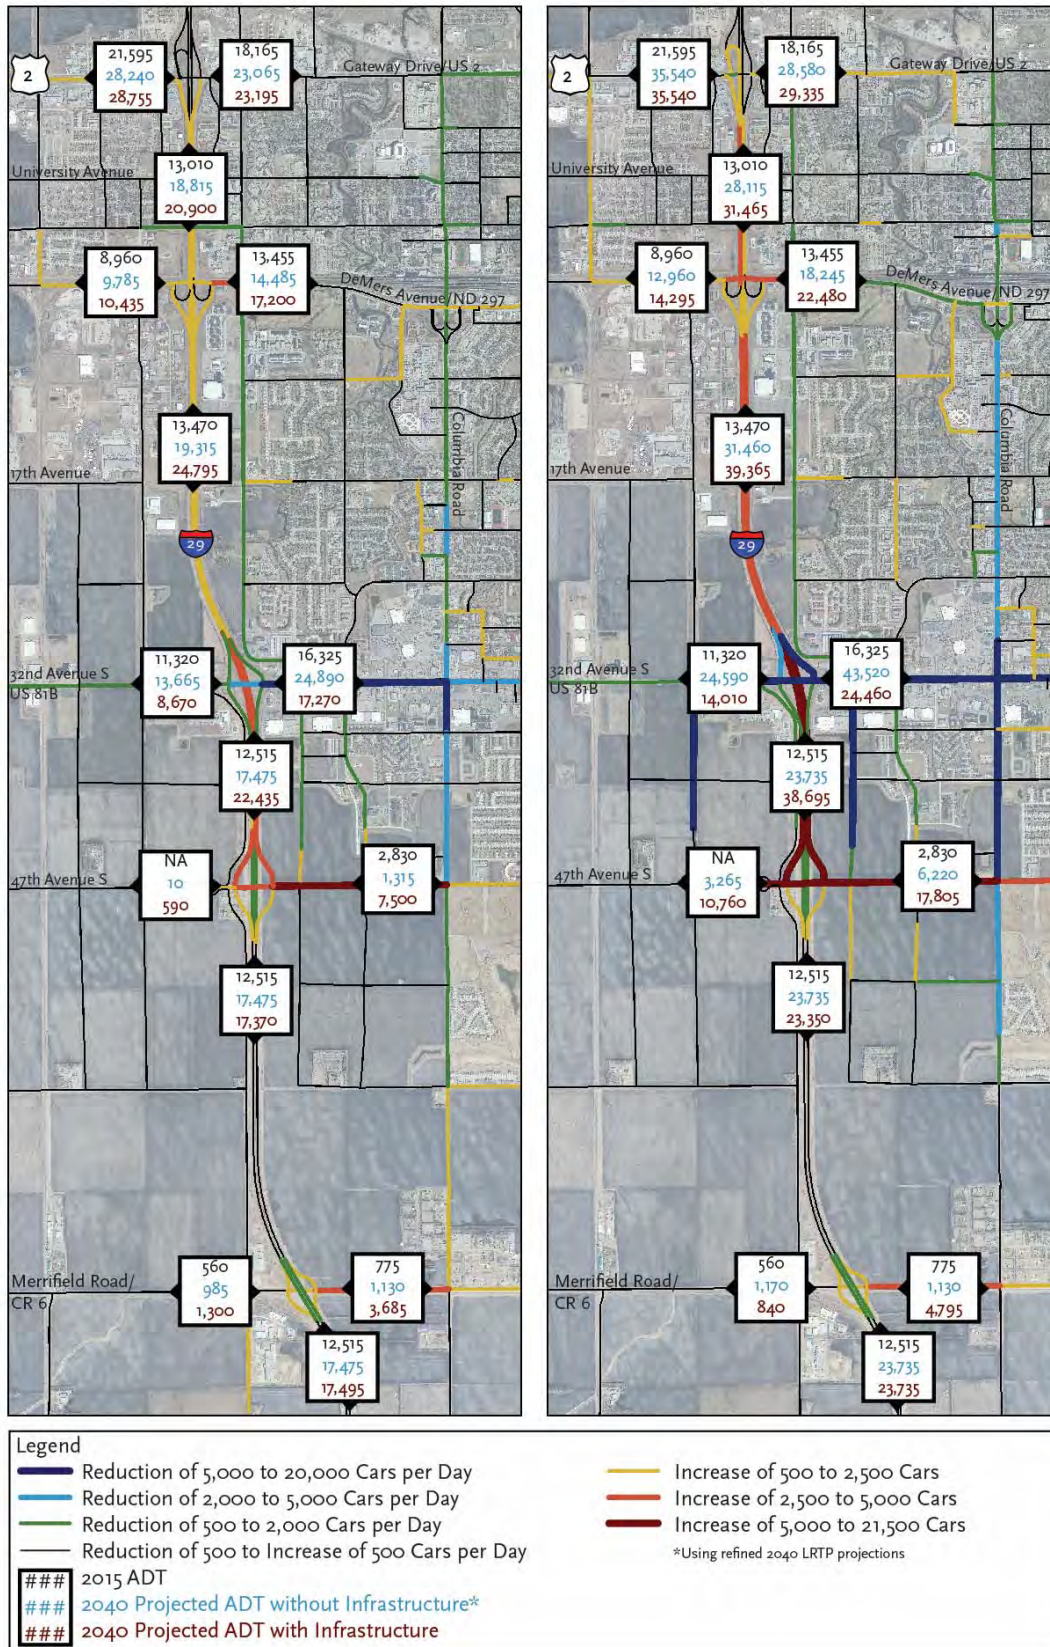 21,595
28,240
28,755
18,165
23,065
23,195
2
Gateway Drive/US 2
University Avenue
13,010
18,815
20,900
8,960
9,785
10,435
13,455
14,485
17,200
DeMers Avenue/ND 297
13,470
19,315
24,795
Columbia Road
17th Avenue
29
32nd Avenue S
US 81B
11,320
13,665
8,670
16,325
24,890
17,270
12,515
17,475
22,435
47th Avenue S
NA
10
590
2,830
1,315
7,500
12,515
17,475
17,370
Merrifield Road/
CR 6
560
985
1,300
775
1,130
3,685
12,515
17,475
17,495
21,595
35,540
35,540
18,165
28,580
29,335
2
Gateway Drive/US 2
University Avenue
13,010
28,115
31,465
8,960
12,960
14,295
13,455
18,245
22,480
DeMers Avenue/ND 297
13,470
31,460
39,365
Columbia Road
17th Avenue
29
32nd Avenue S
US 81B
11,320
24,590
14,010
16,325
43,520
24,460
12,515
23,735
38,695
47th Avenue S
NA
3,265
10,760
2,830
6,220
17,805
12,515
23,735
23,350
Merrifield Road/
CR 6
560
1,170
840
775
1,130
4,795
12,515
23,735
23,735
Legend
Reduction of 5,000 to 20,000 Cars per Day
Reduction of 2,000 to 5,000 Cars per Day
Reduction of 500 to 2,000 Cars per Day
Reduction of 500 to Increase of 500 Cars per Day
### 2015 ADT
### 2040 Projected ADT without Infrastructure*
### 2040 Projected ADT with Infrastructure
Increase of 500 to 2,500 Cars
Increase of 2,500 to 5,000 Cars
Increase of 5,000 to 21,500 Cars
*Using refined 2040 LRTP projections